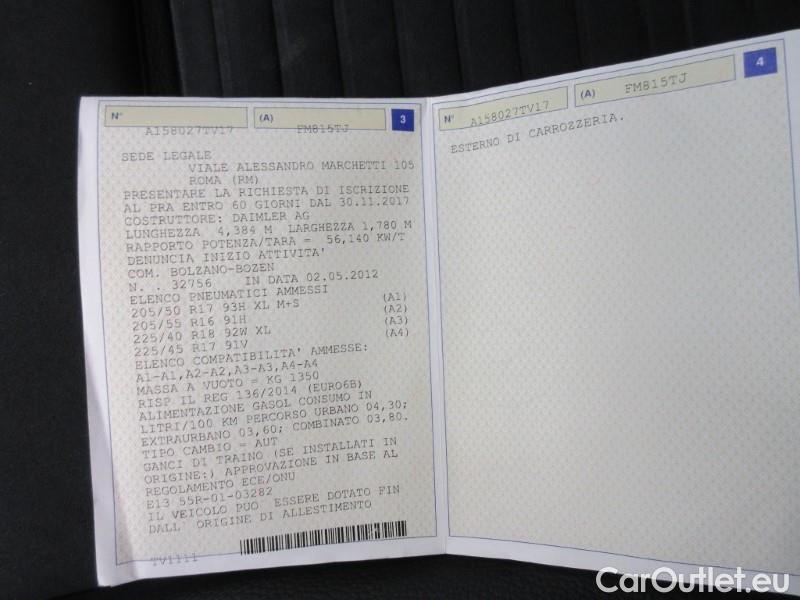 N° (A) 3
A158027TV17 FM815TJ
SEDE LEGALE
VIALE ALESSANDRO MARCHETTI 105
ROMA (RM)
PRESENTARE LA RICHIESTA DI ISCRIZIONE
AL PRA ENTRO 60 GIORNI DAL 30.11.2017
COSTRUTTORE: DAIMLER AG
LUNGHEZZA 4,384 M LARGHEZZA 1,780 M
RAPPORTO POTENZA/TARA = 56,140 KW/T
DENUNCIA INIZIO ATTIVITA'
COM. BOLZANO-BOZEN
N. . 32756 IN DATA 02.05.2012
ELENCO PNEUMATICI AMMESSI
205/50 R17 93H XL M+S (A1)
205/55 R16 91H (A2)
225/40 R18 92W XL (A3)
225/45 R17 91V (A4)
ELENCO COMPATIBILITA' AMMESSE:
A1-A1,A2-A2,A3-A3,A4-A4
MASSA A VUOTO = KG 1350
RISP IL REG 136/2014 (EURO6B)
ALIMENTAZIONE GASOL CONSUMO IN
LITRI/100 KM PERCORSO URBANO 04,30;
EXTRAURBANO 03,60; COMBINATO 03,80.
TIPO CAMBIO = AUT
GANCI DI TRAINO (SE INSTALLATI IN
ORIGINE:) APPROVAZIONE IN BASE AL
REGOLAMENTO ECE/ONU
E13 55R-01-03282
IL VEICOLO PUO' ESSERE DOTATO FIN
DALL' ORIGINE DI ALLESTIMENTO
TV1111
N° (A) 4
A158027TV17 FM815TJ
ESTERNO DI CARROZZERIA.
CarOutlet.eu